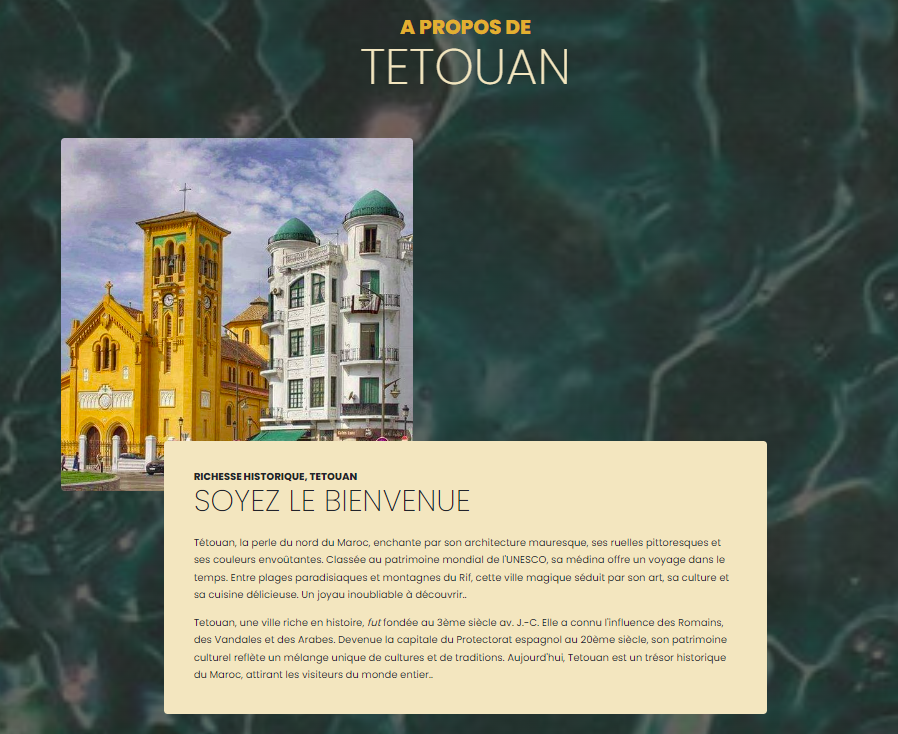 A PROPOS DE
TETOUAN
RICHESSE HISTORIQUE, TETOUAN
SOYEZ LE BIENVENUE
Tétouan, la perle du nord du Maroc, enchante par son architecture mauresque, ses ruelles pittoresques et
ses couleurs envoûtantes. Classée au patrimoine mondial de l'UNESCO, sa médina offre un voyage dans le
temps. Entre plages paradisiaques et montagnes du Rif, cette ville magique séduit par son art, sa culture et
sa cuisine délicieuse. Un joyau inoubliable à découvrir..
Tetouan, une ville riche en histoire, fut fondée au 3ème siècle av. J.-C. Elle a connu l'influence des Romains,
des Vandales et des Arabes. Devenue la capitale du Protectorat espagnol au 20ème siècle, son patrimoine
culturel reflète un mélange unique de cultures et de traditions. Aujourd'hui, Tetouan est un trésor historique
du Maroc, attirant les visiteurs du monde entier..